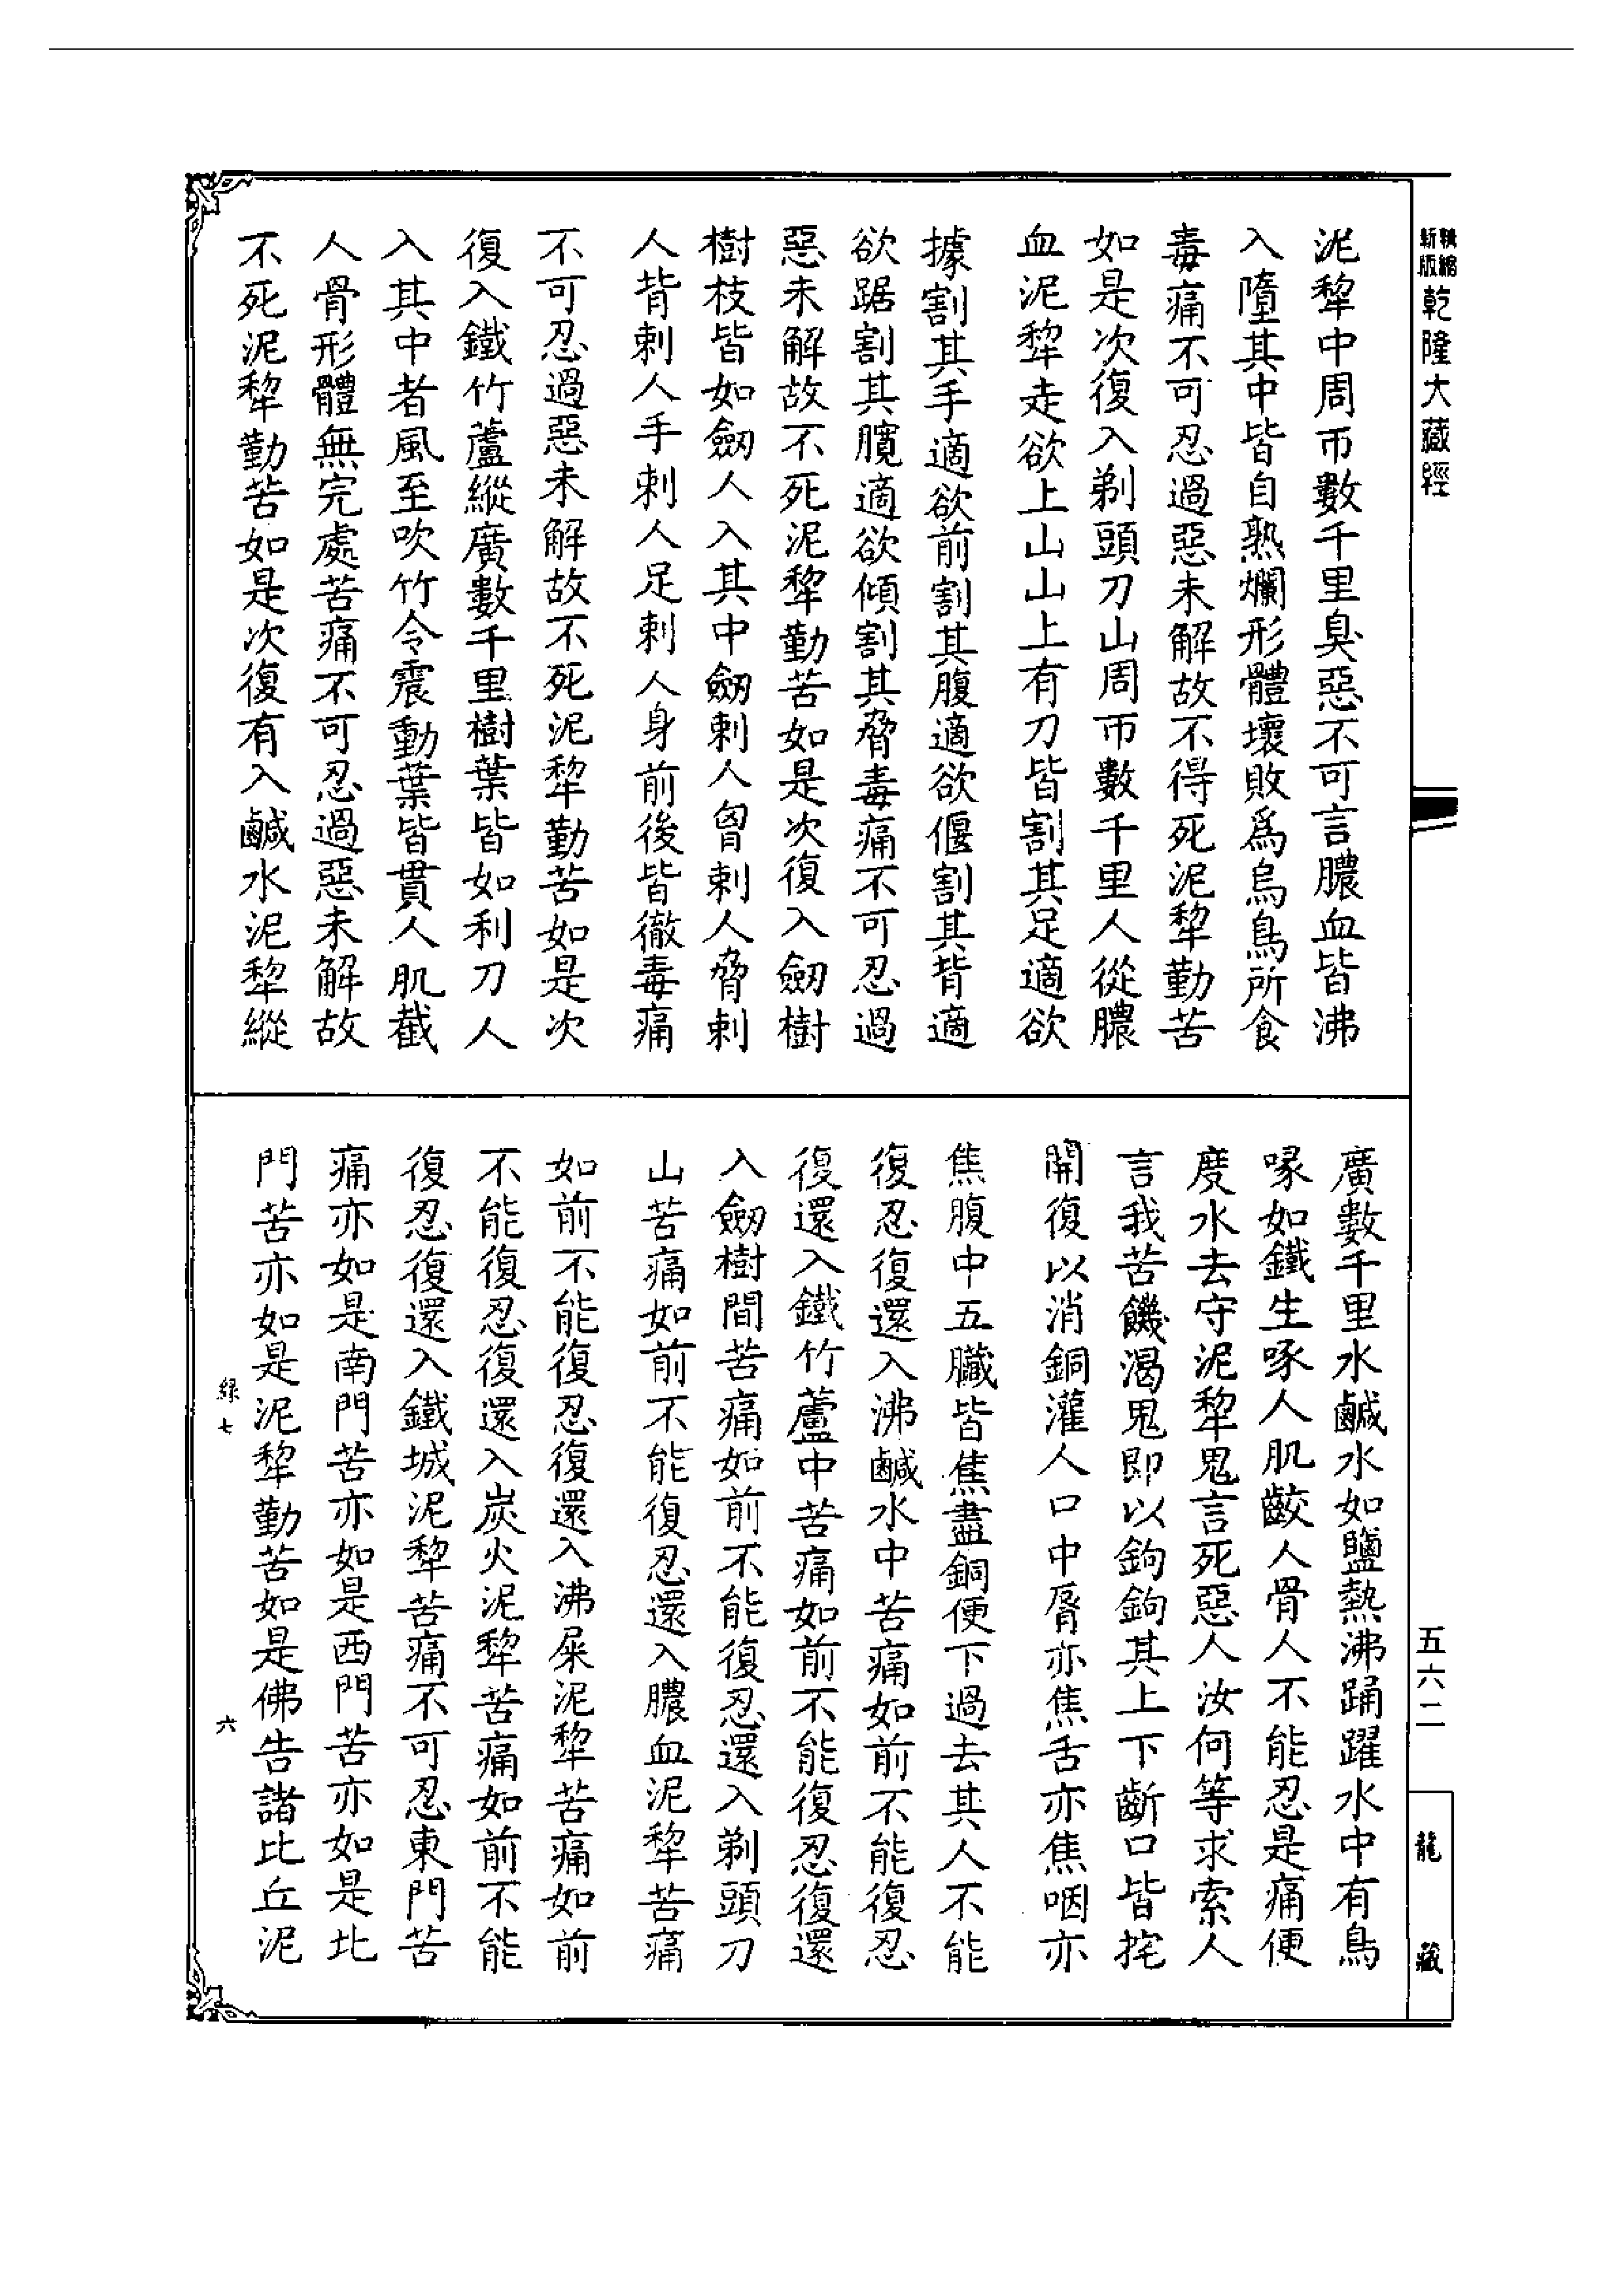 新版精縮乾隆大藏經
泥犂中周帀數千里臭惡不可言膿血皆沸
入墮其中皆自熟爛形體壞敗爲烏鳥所食
毒痛不可忍過惡未解故不得死泥犂勤苦
如是次復入剃頭刀山周帀數千里人從膿
血泥犂走欲上山山上有刀皆割其足適欲
據割其手適欲前割其腹適欲偃割其背適
欲踞割其臗適欲傾割其脅毒痛不可忍過
惡未解故不死泥犂勤苦如是次復入劒樹
樹枝皆如劒人入其中劒刺人胷刺人脅刺
人背刺人手刺人足刺人身前後皆徹毒痛
不可忍過惡未解故不死泥犂勤苦如是次
復入鐵竹蘆縱廣數千里樹葉皆如利刀人
入其中者風至吹竹令震動葉皆貫人肌截
人骨形體無完處苦痛不可忍過惡未解故
不死泥犂勤苦如是次復有入鹹水泥犂縱
廣數千里水鹹水如鹽熱沸踊躍水中有鳥
喙如鐵生啄人肌齩人骨人不能忍是痛便
度水去守泥犂鬼言死惡人汝何等求索人
言我苦饑渴鬼即以鉤鉤其上下齗口皆挓
開復以消銅灌人口中脣亦焦舌亦焦咽亦
焦腹中五臟皆焦盡銅便下過去其人不能
復忍復還入沸鹹水中苦痛如前不能復忍
復還入鐵竹蘆中苦痛如前不能復忍復還
入劒樹間苦痛如前不能復忍還入剃頭刀
山苦痛如前不能復忍還入膿血泥犂苦痛
如前不能復忍復還入沸屎泥犂苦痛如前
不能復忍復還入炭火泥犂苦痛如前不能
復忍復還入鐵城泥犂苦痛不可忍東門苦
痛亦如是南門苦亦如是西門苦亦如是北
門苦亦如是泥犂勤苦如是佛告諸比丘泥
緑七
六
五六二
龍藏